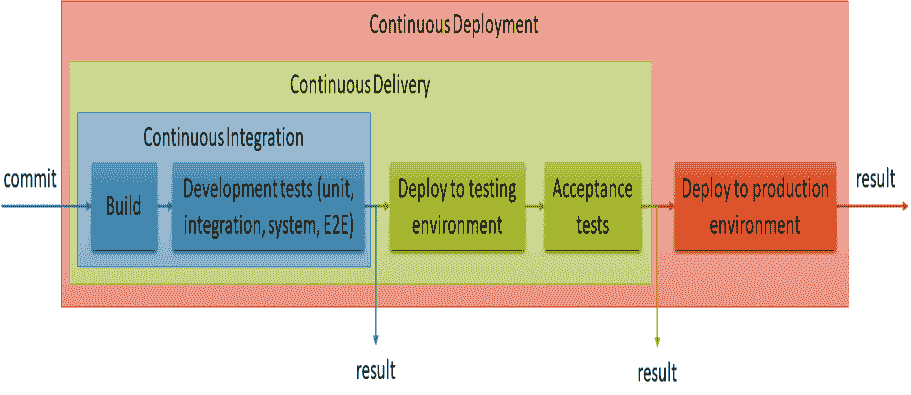 Continuous Deployment
Continuous Delivery
Continuous Integration
commit
Build
Development tests (unit,
integration, system, E2E)
Deploy to testing
environment
Acceptance
tests
Deploy to production
environment
result
result
result